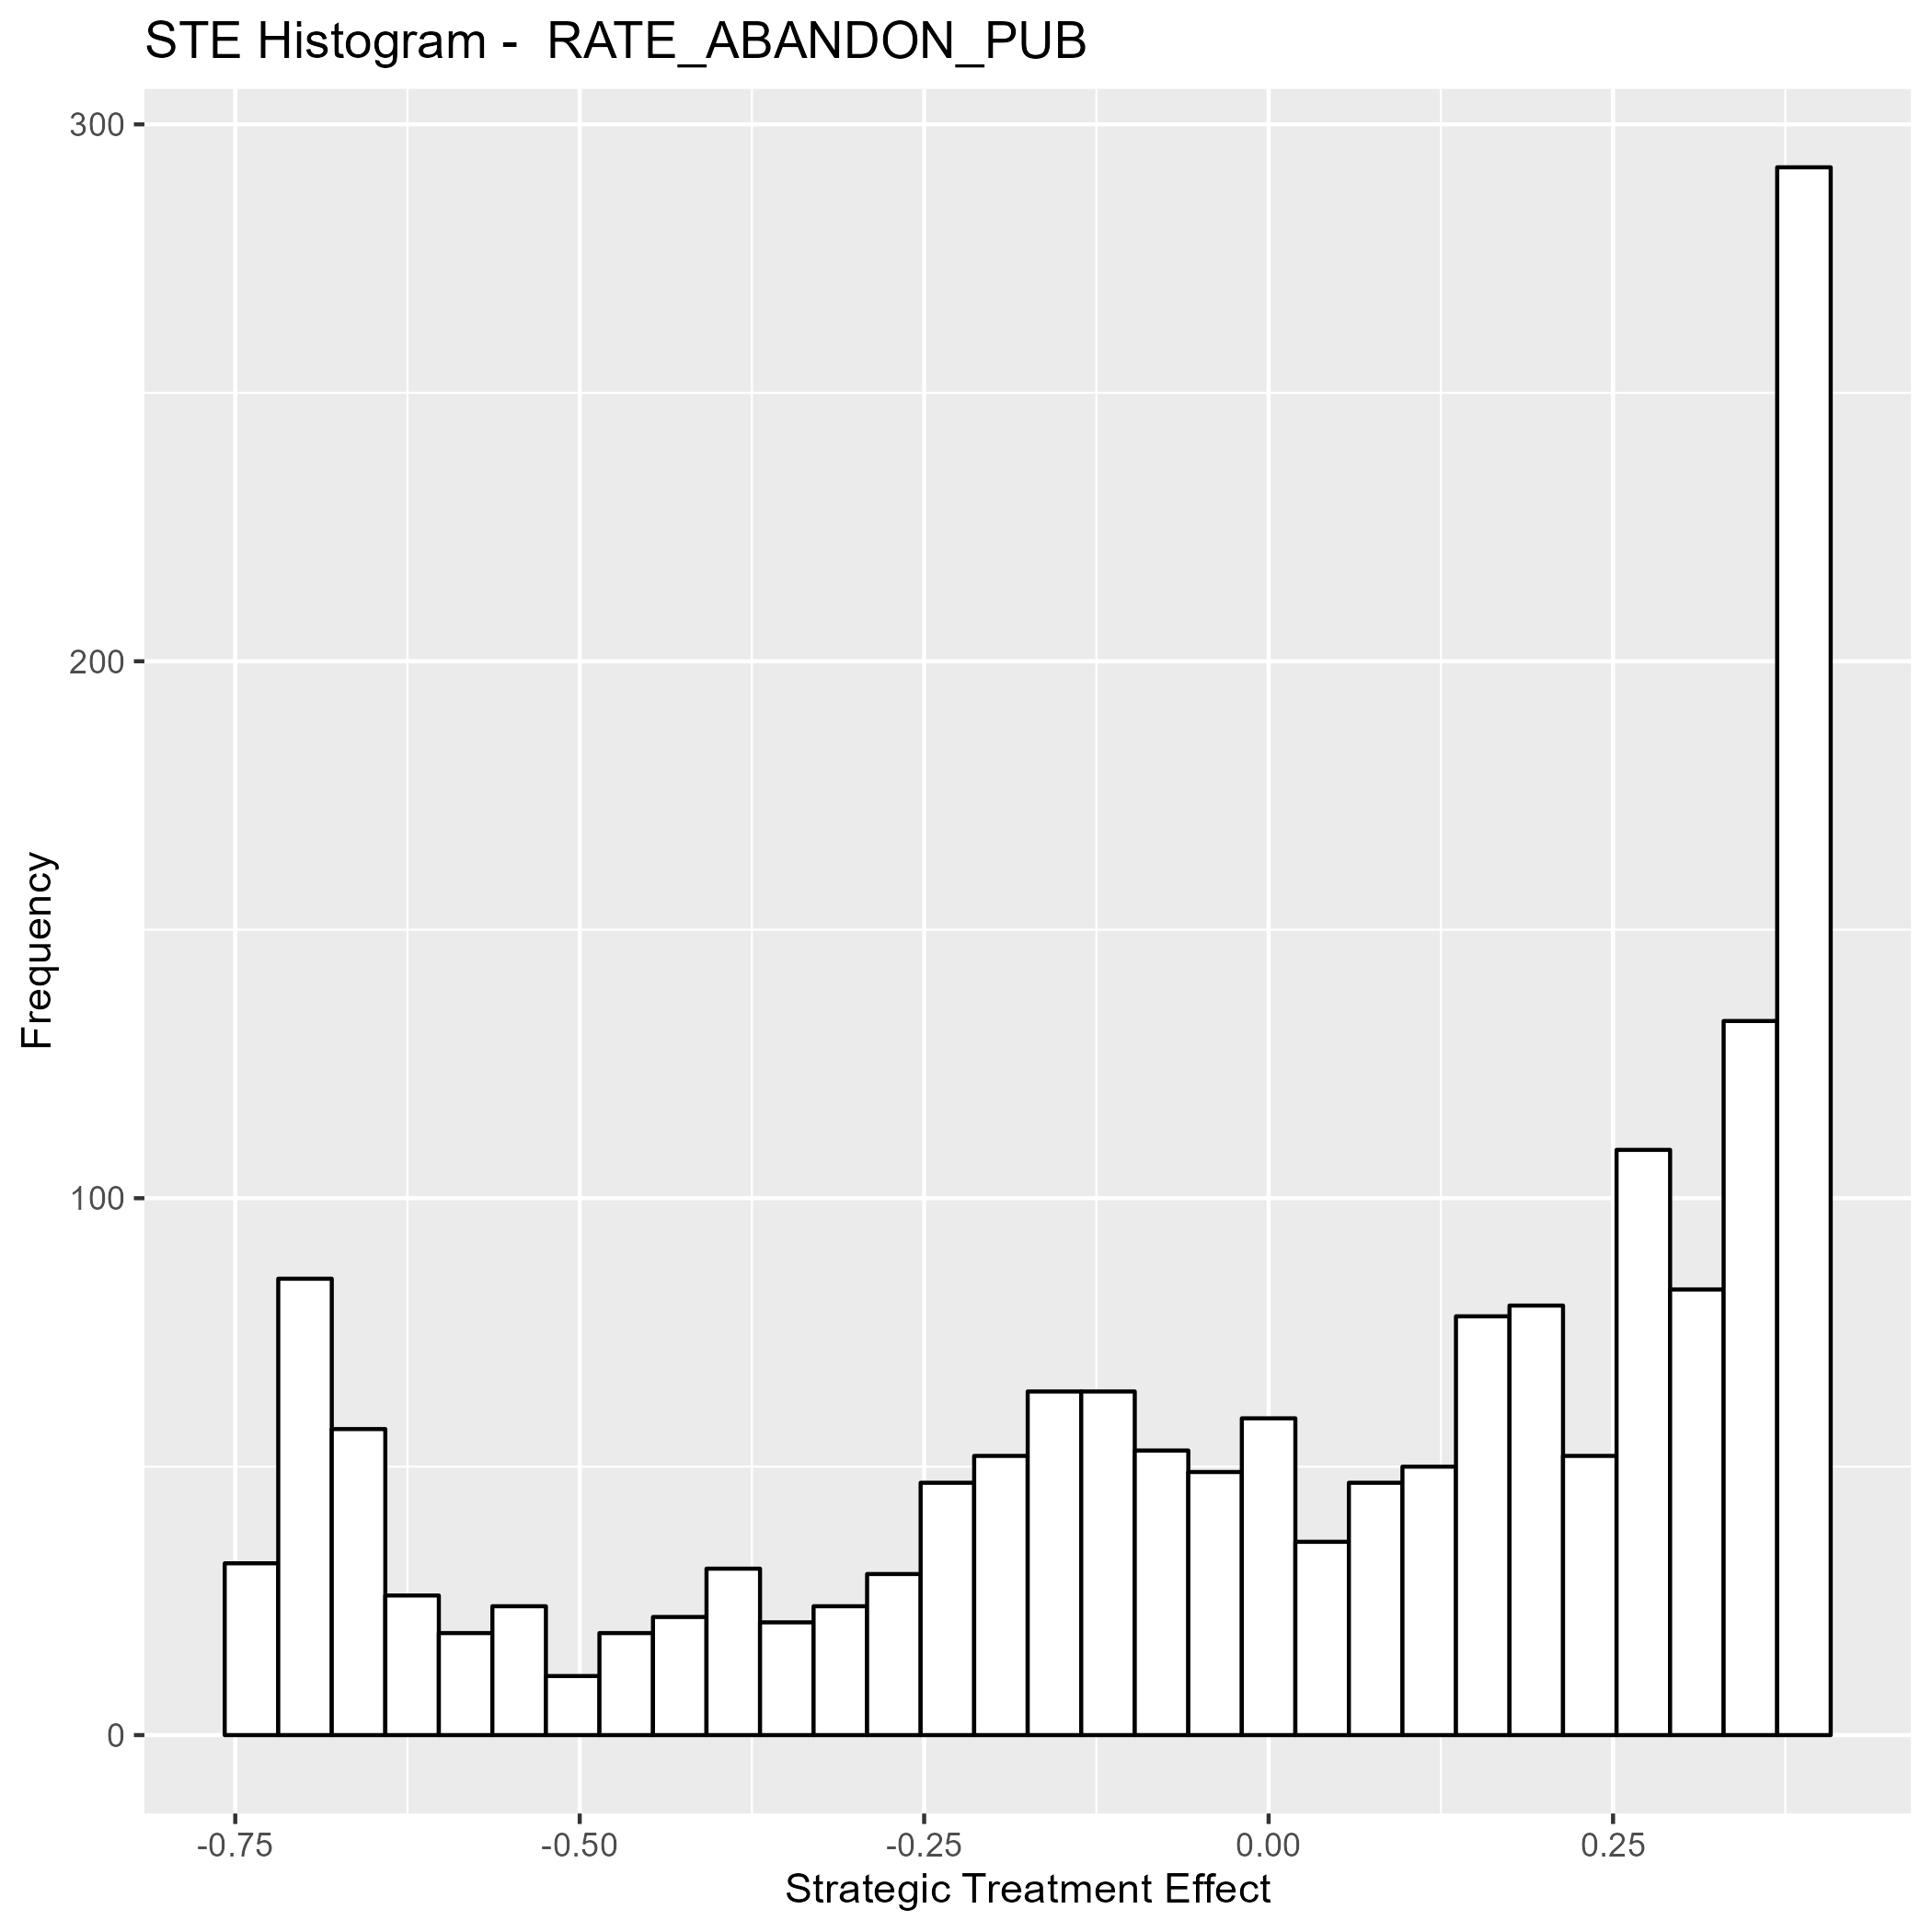 STE Histogram -  RATE_ABANDON_PUB
300
200
100
0
Frequency
-0.75 -0.50 -0.25 0.00 0.25
Strategic Treatment Effect